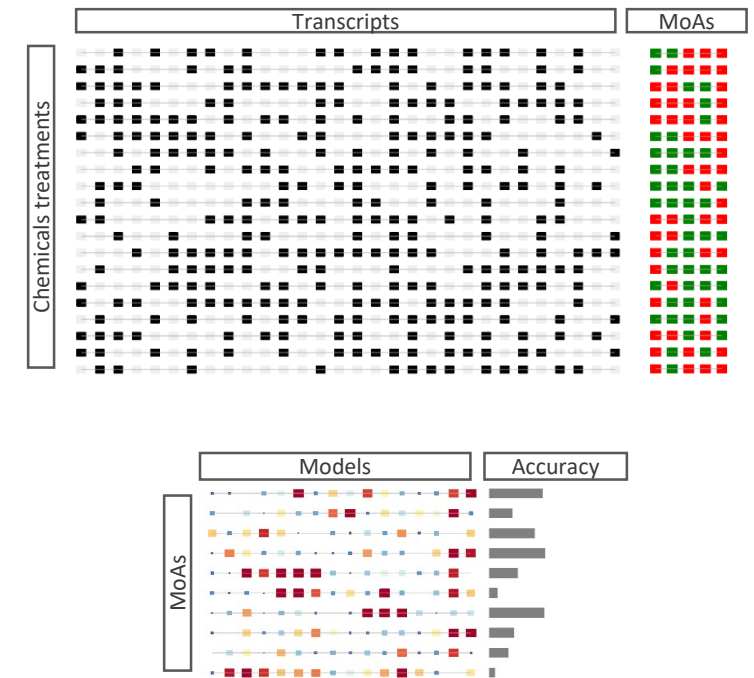 Transcripts
MoAs
Chemicals treatments
Models
Accuracy
MoAs